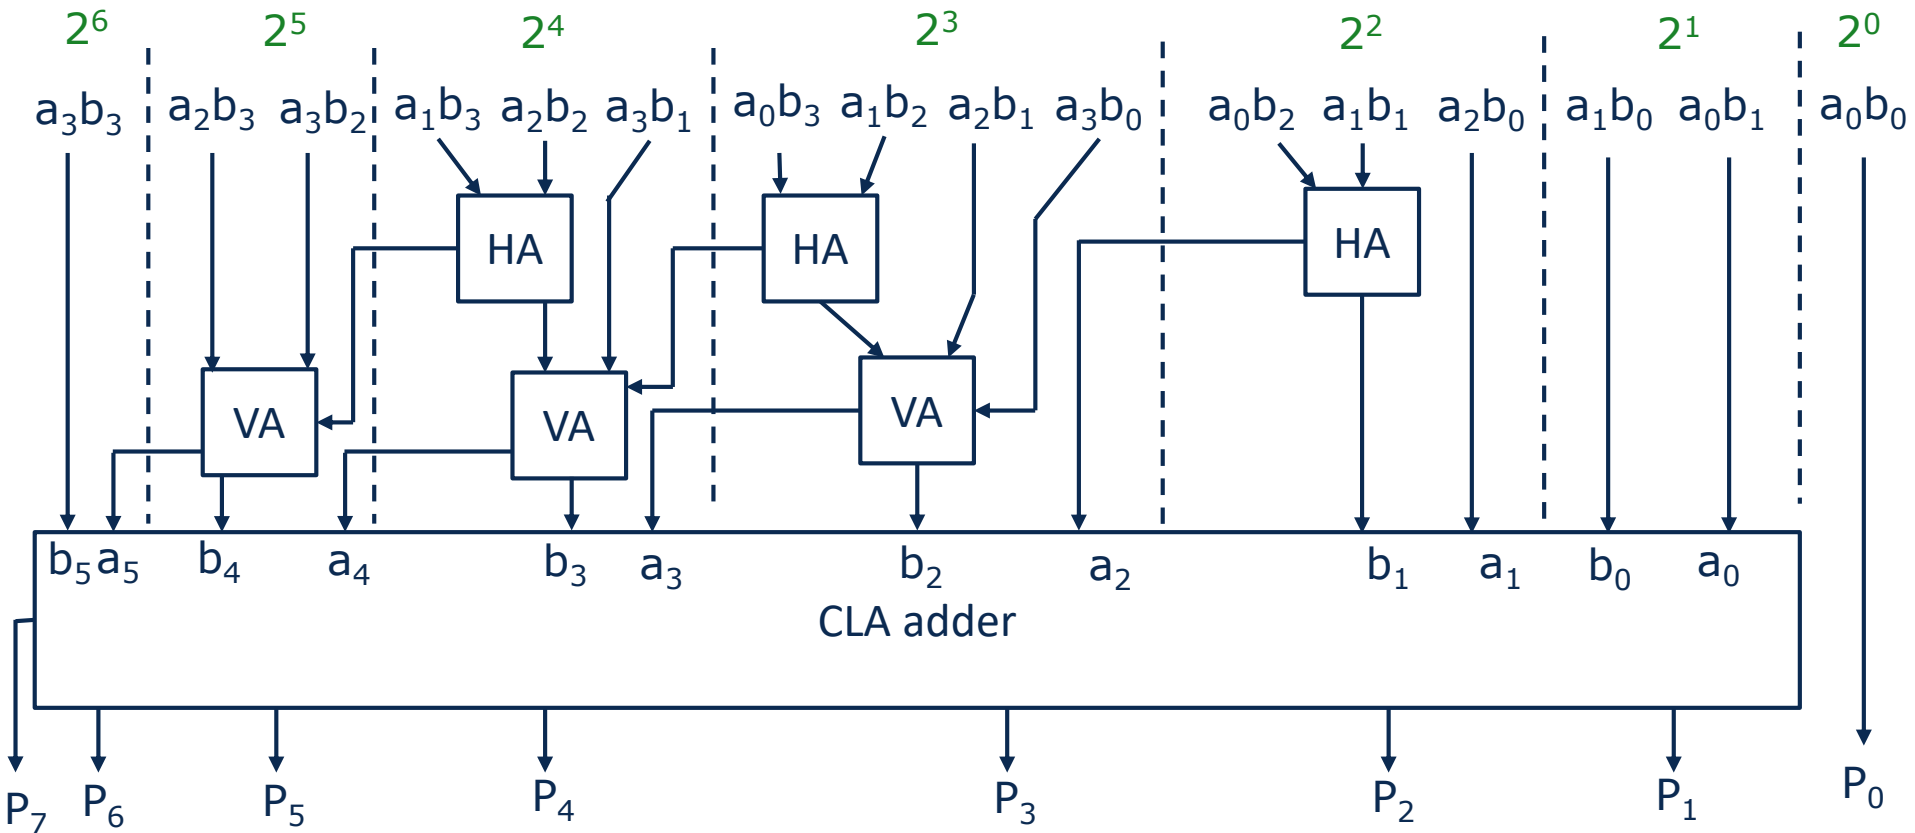 2⁶ 2⁵ 2⁴ 2³ 2² 2¹ 2⁰
a₃b₃ a₂b₃ a₃b₂ a₁b₃ a₂b₂ a₃b₁ a₀b₃ a₁b₂ a₂b₁ a₃b₀ a₀b₂ a₁b₁ a₂b₀ a₁b₀ a₀b₁ a₀b₀
HA HA HA
VA VA VA
b₅ a₅ b₄ a₄ b₃ a₃ b₂ a₂ b₁ a₁ b₀ a₀
CLA adder
P₇ P₆ P₅ P₄ P₃ P₂ P₁ P₀